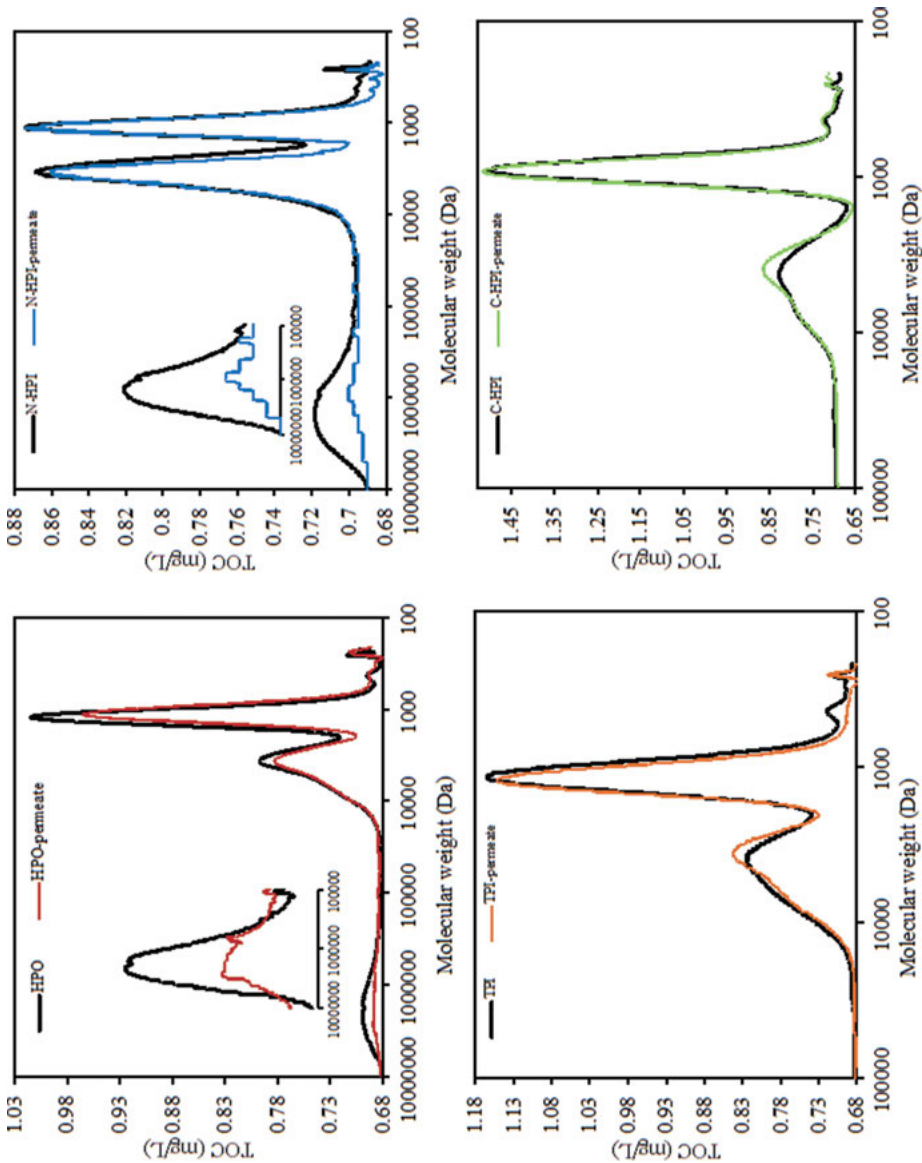 HPO
HPO-permeate
TOC (mg/L)
1.03
0.98
0.93
0.88
0.83
0.78
0.73
0.68
10000000 1000000 100000
10000000 1000000 100000 10000 1000 100
Molecular weight (Da)
N-HPI
N-HPI-permeate
TOC (mg/L)
0.88
0.86
0.84
0.82
0.8
0.78
0.76
0.74
0.72
0.7
0.68
10000000 1000000 100000
10000000 1000000 100000 10000 1000 100
Molecular weight (Da)
TPI
TPI-permeate
TOC (mg/L)
1.18
1.13
1.08
1.03
0.98
0.93
0.88
0.83
0.78
0.73
0.68
100000 10000 1000 100
Molecular weight (Da)
C-HPI
C-HPI-permeate
TOC (mg/L)
1.45
1.35
1.25
1.15
1.05
0.95
0.85
0.75
0.65
100000 10000 1000 100
Molecular weight (Da)